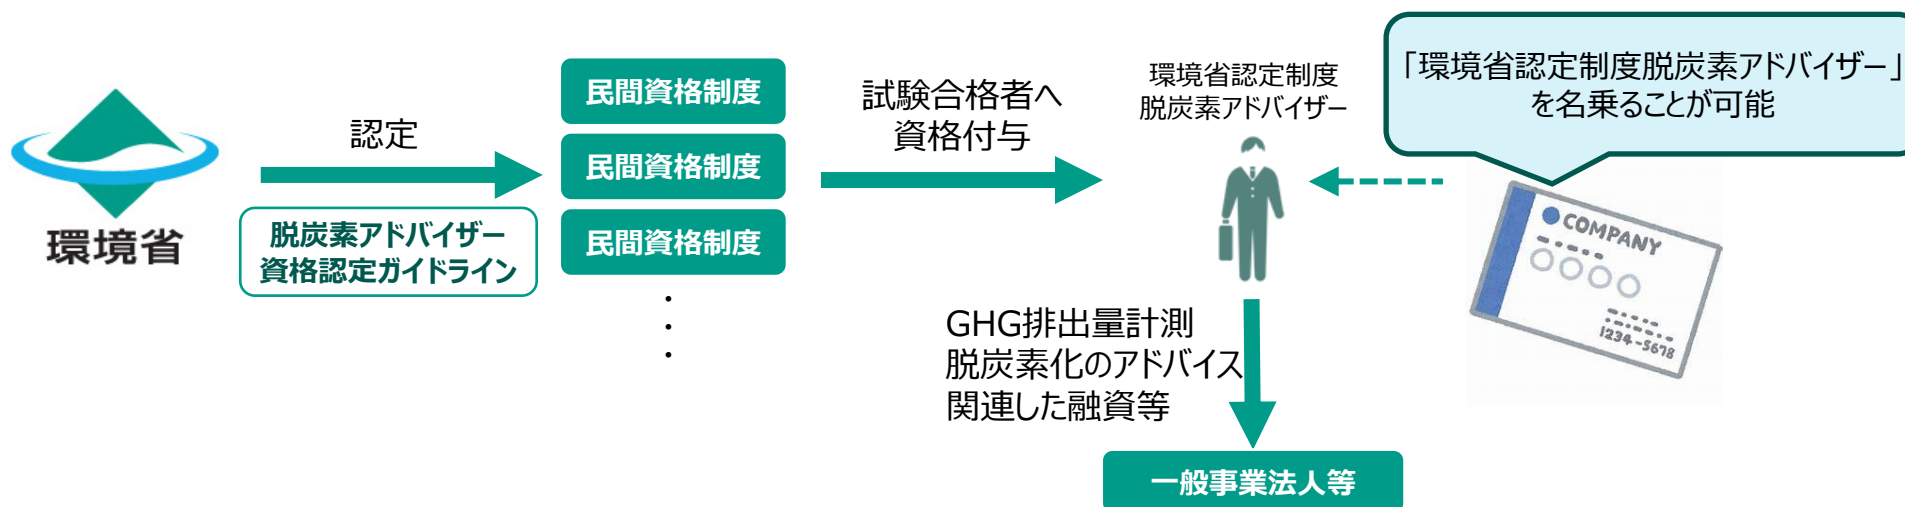 環境省
認定
脱炭素アドバイザー
資格認定ガイドライン
民間資格制度
民間資格制度
民間資格制度
・
・
・
試験合格者へ
資格付与
環境省認定制度
脱炭素アドバイザー
「環境省認定制度脱炭素アドバイザー」
を名乗ることが可能
COMPANY
1234-5678
GHG排出量計測
脱炭素化のアドバイス
関連した融資等
一般事業法人等